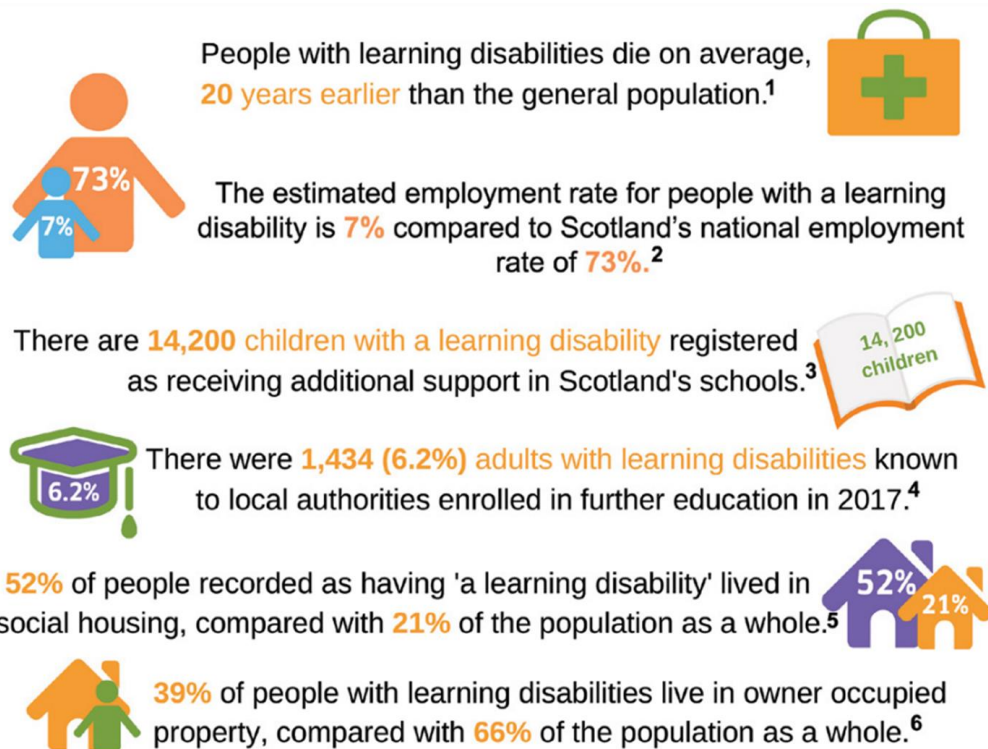 People with learning disabilities die on average,
20 years earlier than the general population.1
73%
7%
The estimated employment rate for people with a learning
disability is 7% compared to Scotland's national employment
rate of 73%.2
There are 14,200 children with a learning disability registered
as receiving additional support in Scotland's schools.3
14,200
children
6.2%
There were 1,434 (6.2%) adults with learning disabilities known
to local authorities enrolled in further education in 2017.4
52% of people recorded as having 'a learning disability' lived in
social housing, compared with 21% of the population as a whole.5
52%
21%
39% of people with learning disabilities live in owner occupied
property, compared with 66% of the population as a whole.6